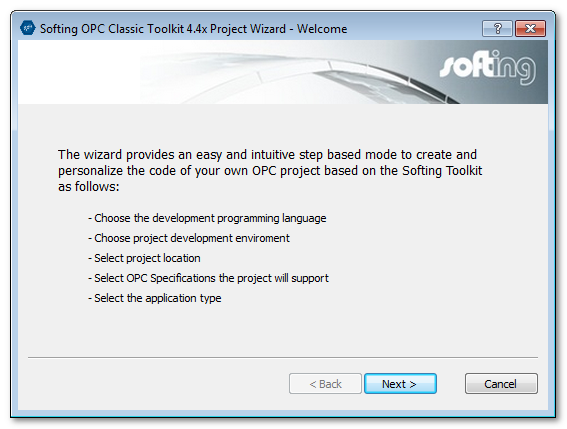 Softing OPC Classic Toolkit 4.4x Project Wizard - Welcome
softing
The wizard provides an easy and intuitive step based mode to create and
personalize the code of your own OPC project based on the Softing Toolkit
as follows:
- Choose the development programming language
- Choose project development enviroment
- Select project location
- Select OPC Specifications the project will support
- Select the application type
< Back Next > Cancel